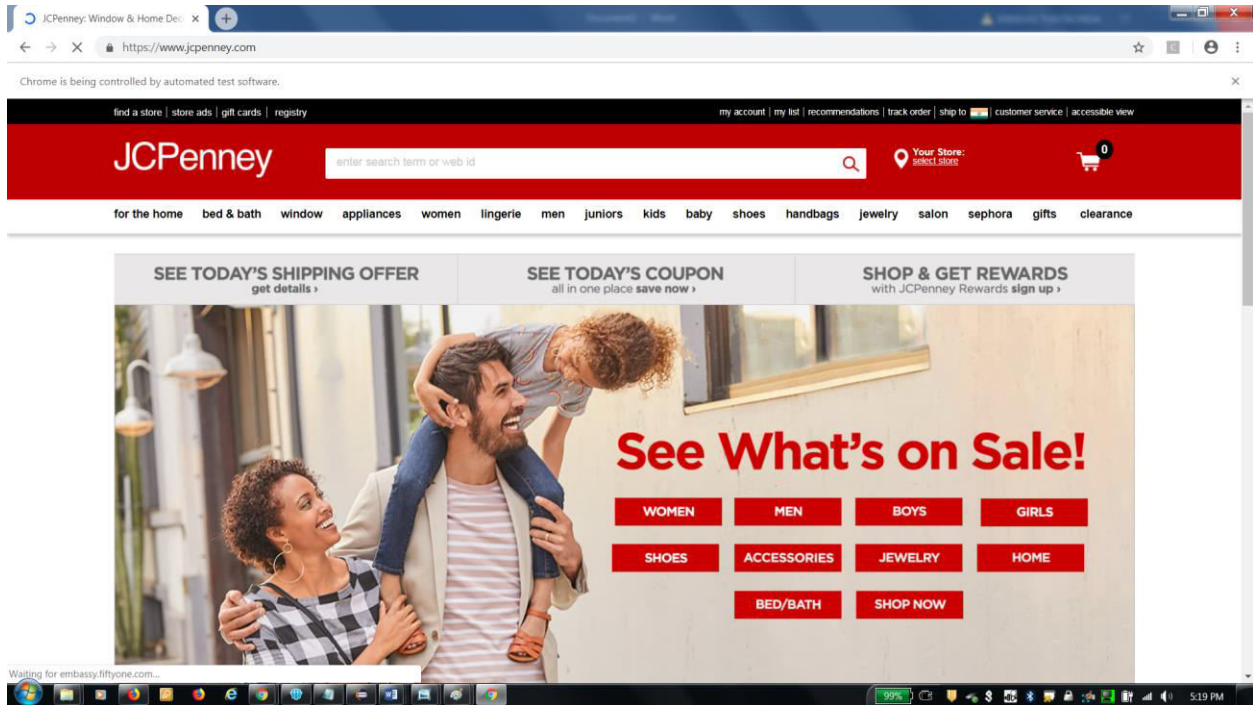 JCPenney: Window & Home Dec
https://www.jcpenney.com
Chrome is being controlled by automated test software.
find a store | store ads | gift cards | registry
my account | my list | recommendations | track order | ship to | customer service | accessible view
JCPenney
enter search term or web id
Your Store:
select store
0
for the home bed & bath window appliances women lingerie men juniors kids baby shoes handbags jewelry salon sephora gifts clearance
SEE TODAY'S SHIPPING OFFER
get details ›
SEE TODAY'S COUPON
all in one place save now ›
SHOP & GET REWARDS
with JCPenney Rewards sign up ›
See What's on Sale!
WOMEN MEN BOYS GIRLS
SHOES ACCESSORIES JEWELRY HOME
BED/BATH SHOP NOW
Waiting for embassy.fiftyone.com...
99%
5:19 PM